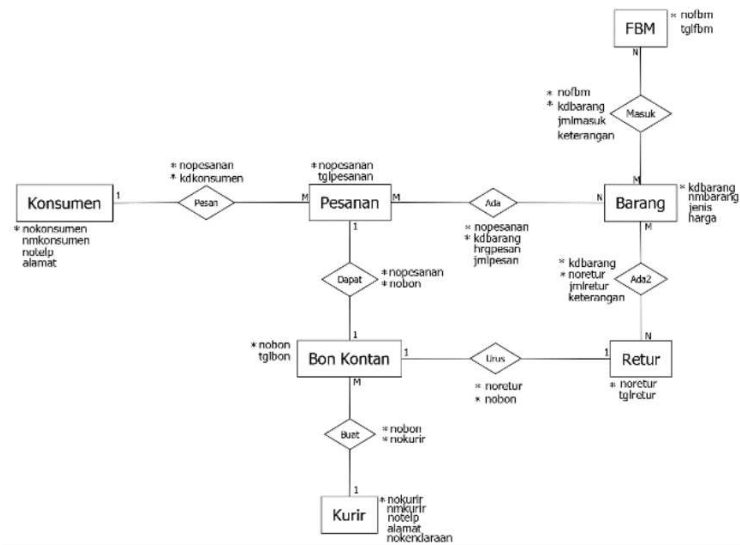 FBM
* nofbm
tglfbm
N
* nofbm
* kdbarang
jmlmasuk
keterangan
Masuk
M
Konsumen
* nokonsumen
nmkonsumen
notelp
alamat
1
* nopesanan
* kdkonsumen
Pesan
M
* nopesanan
tglpesanan
Pesanan
M
Ada
* nopesanan
* kdbarang
hrgpesan
jmlpesan
N
Barang
* kdbarang
nmbarang
jenis
harga
1
Dapat
* nopesanan
* nobon
1
M
* kdbarang
* noretur
jmlretur
keterangan
Ada2
N
* nobon
tglbon
Bon Kontan
1
Urus
* noretur
* nobon
1
Retur
* noretur
tglretur
M
Buat
* nobon
* nokurir
1
Kurir
* nokurir
nmkurir
notelp
alamat
nokendaraan